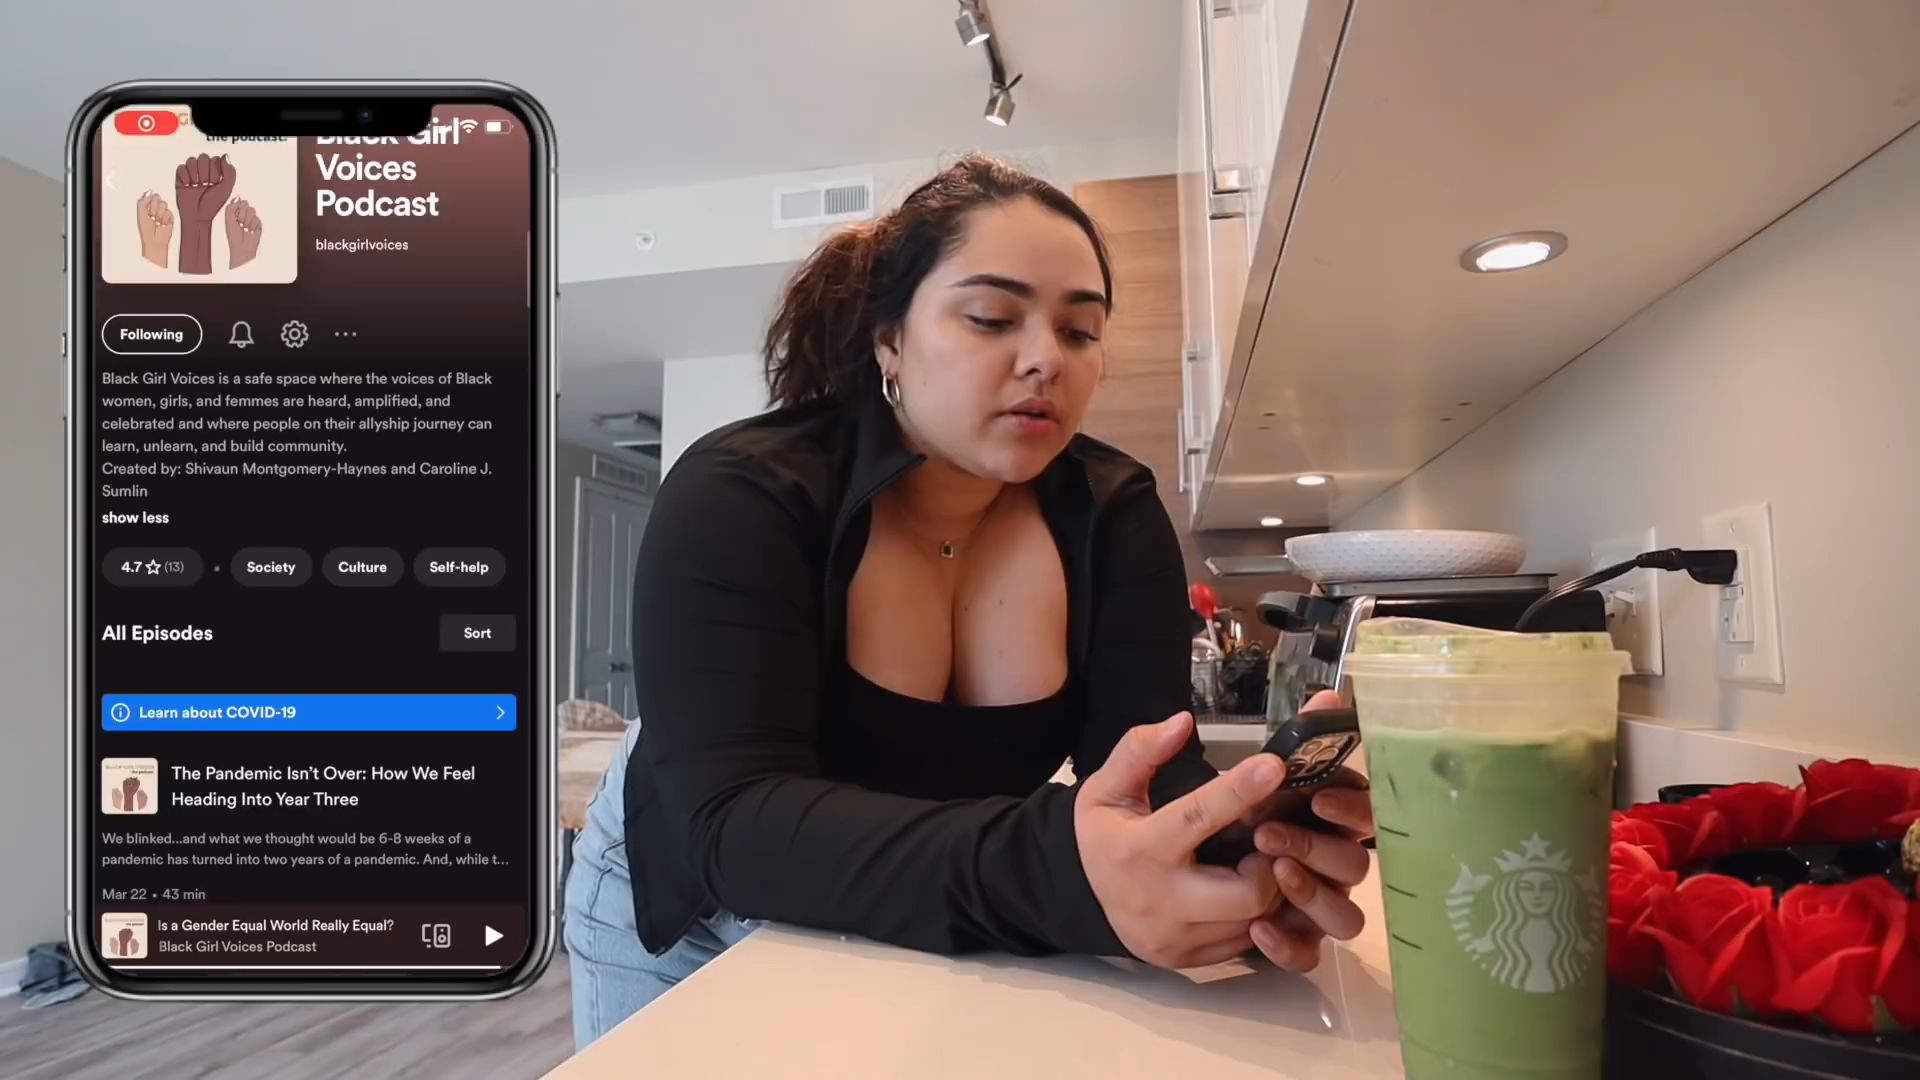 the podcast.
Black Girl
Voices
Podcast
blackgirlvoices
Following
Black Girl Voices is a safe space where the voices of Black
women, girls, and femmes are heard, amplified, and
celebrated and where people on their allyship journey can
learn, unlearn, and build community.
Created by: Shivaun Montgomery-Haynes and Caroline J.
Sumlin
show less
4.7 (13)
Society
Culture
Self-help
All Episodes
Sort
Learn about COVID-19
The Pandemic Isn’t Over: How We Feel
Heading Into Year Three
We blinked...and what we thought would be 6-8 weeks of a
pandemic has turned into two years of a pandemic. And, while t...
Mar 22 • 43 min
Is a Gender Equal World Really Equal?
Black Girl Voices Podcast